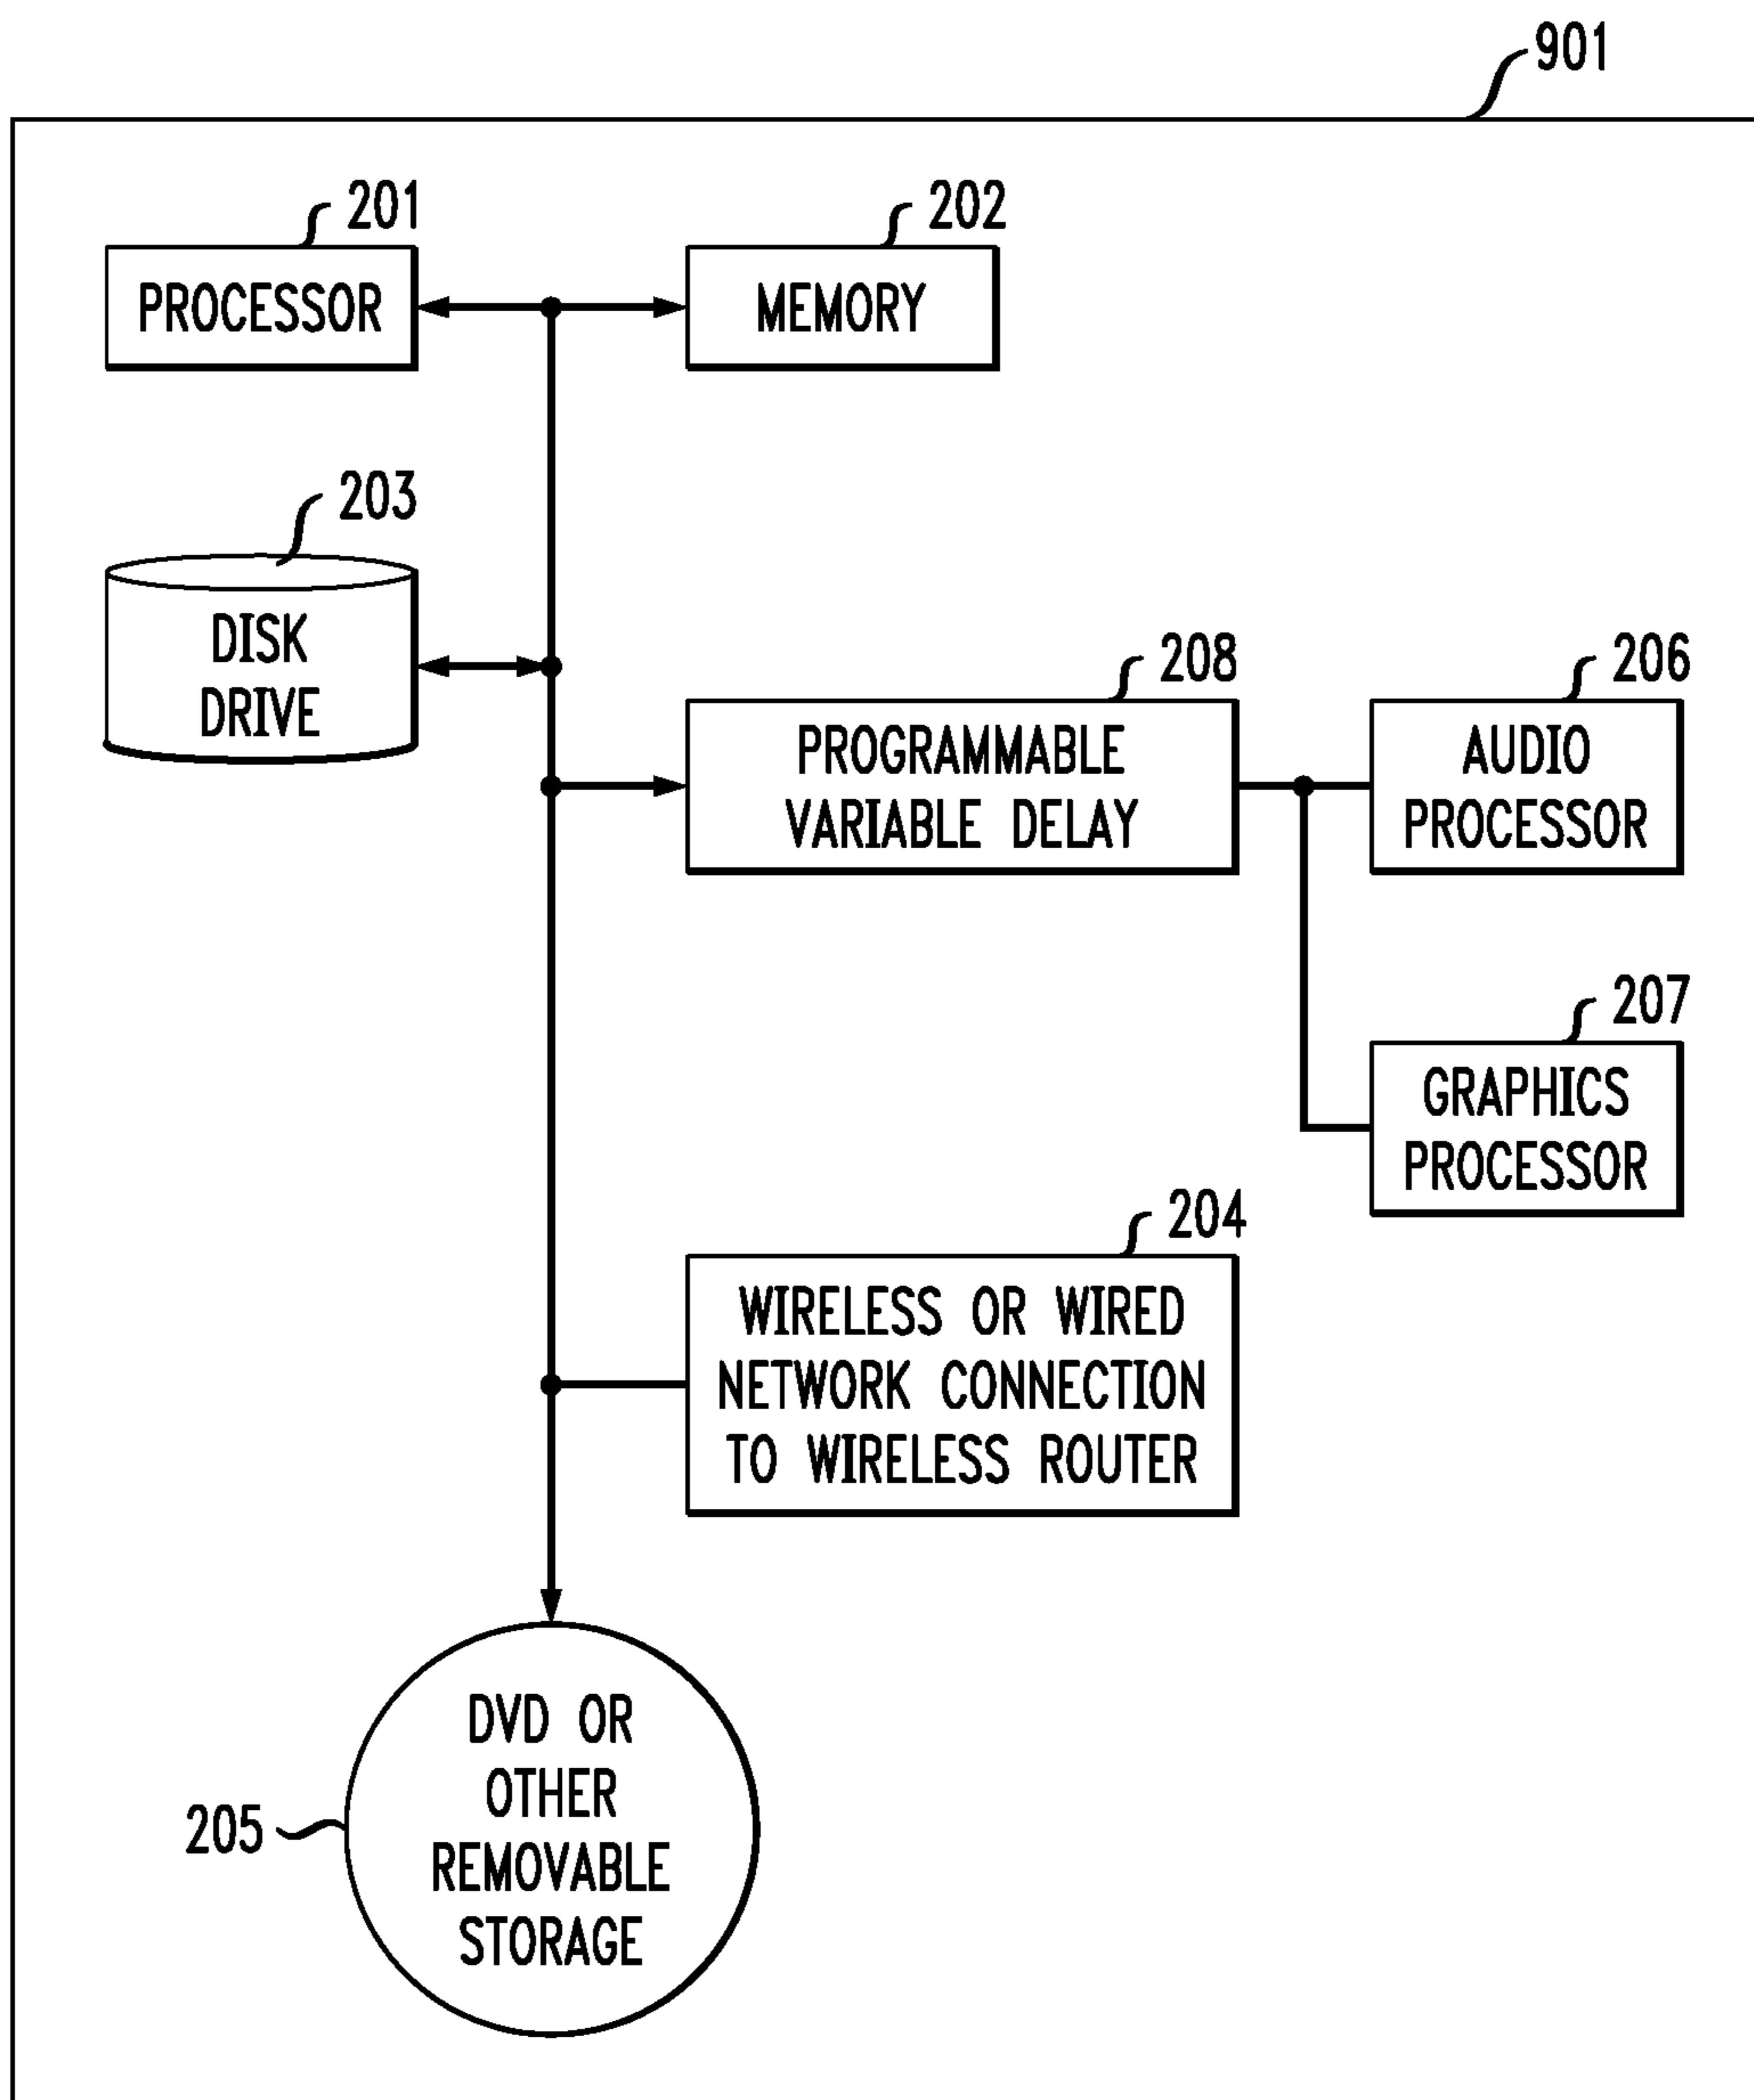 901
201
PROCESSOR
202
MEMORY
203
DISK
DRIVE
208
PROGRAMMABLE
VARIABLE DELAY
206
AUDIO
PROCESSOR
207
GRAPHICS
PROCESSOR
204
WIRELESS OR WIRED
NETWORK CONNECTION
TO WIRELESS ROUTER
205
DVD OR
OTHER
REMOVABLE
STORAGE